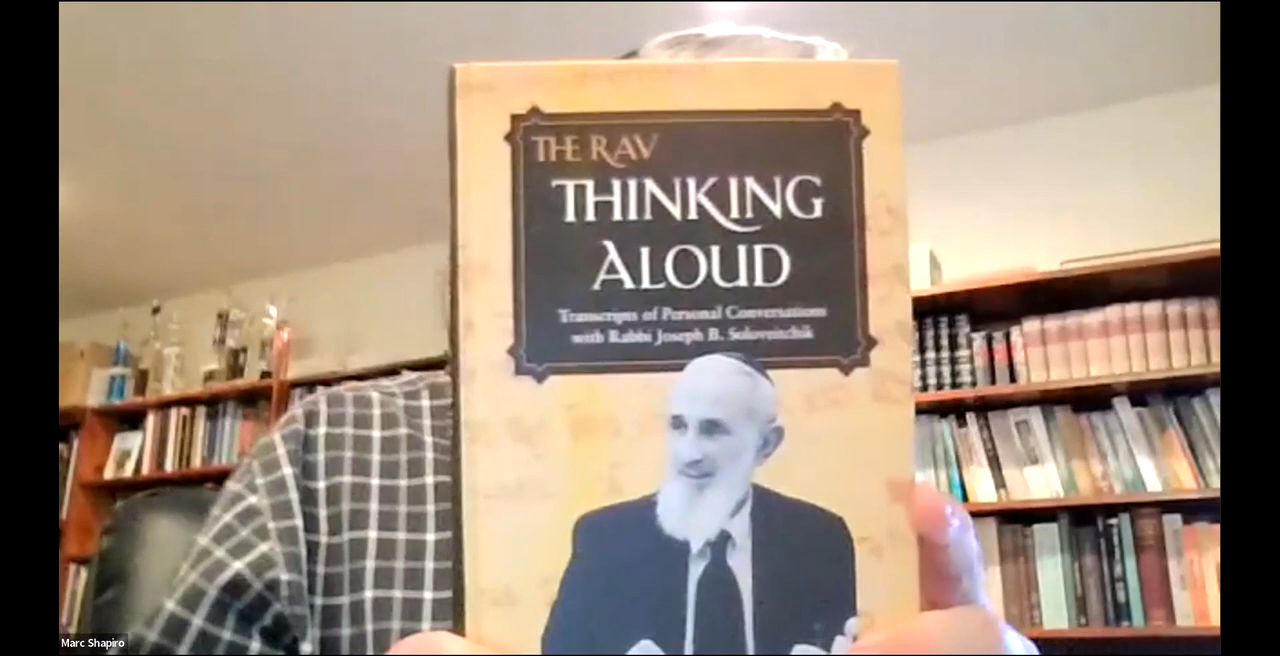 THE RAV
THINKING
ALOUD
Transcripts of Personal Conversations
with Rabbi Joseph B. Soloveitchik
Marc Shapiro